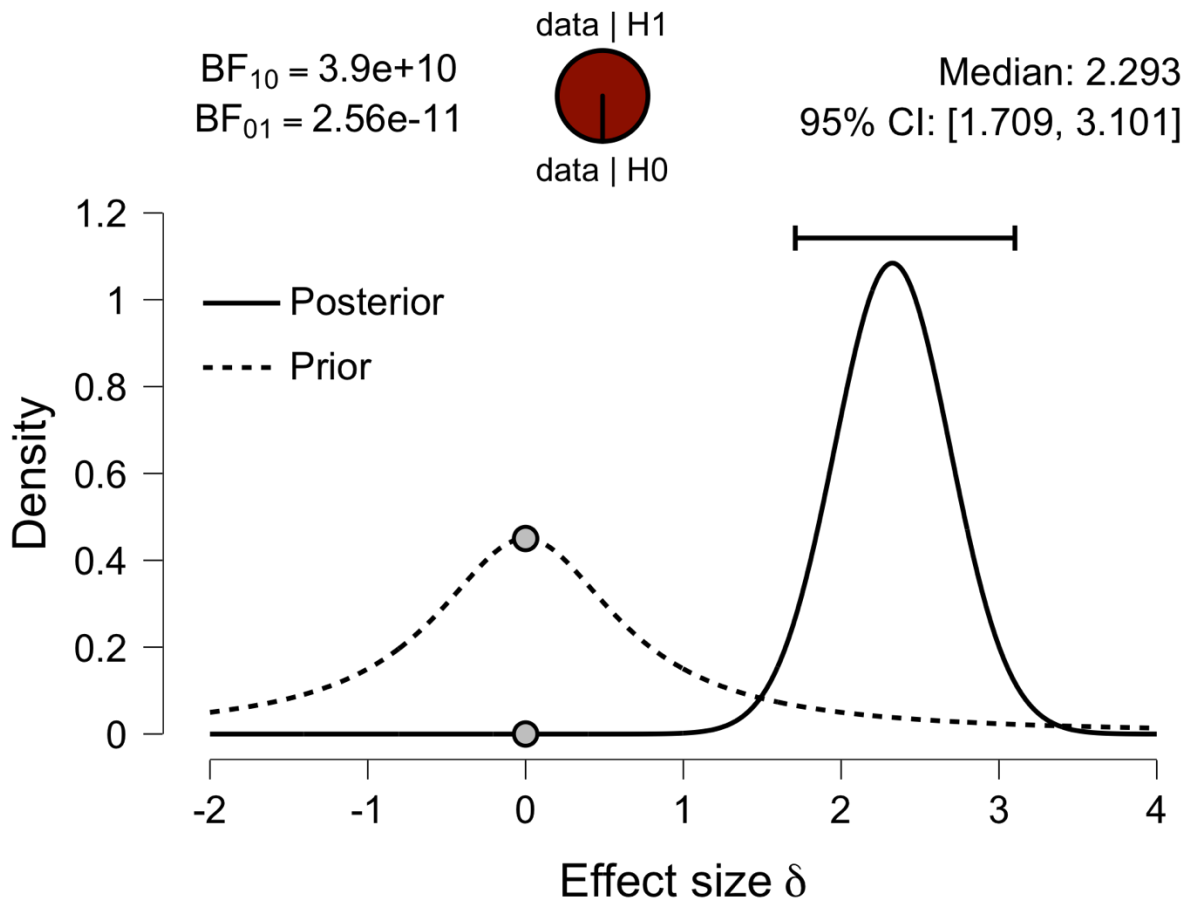 data | H1
BF₁₀ = 3.9e+10
BF₀₁ = 2.56e-11
Median: 2.293
95% CI: [1.709, 3.101]
data | H0
1.2
1
0.8
0.6
0.4
0.2
0
Density
Posterior
Prior
-2 -1 0 1 2 3 4
Effect size δ